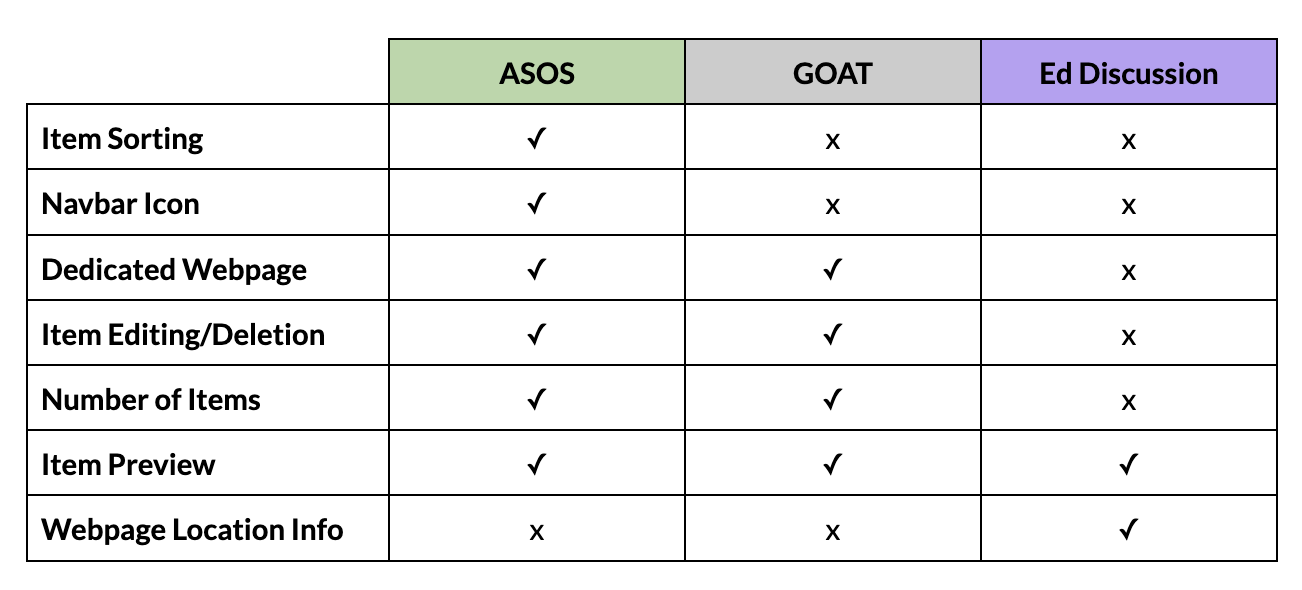 ASOS GOAT Ed Discussion
Item Sorting ✓ x x
Navbar Icon ✓ x x
Dedicated Webpage ✓ ✓ x
Item Editing/Deletion ✓ ✓ x
Number of Items ✓ ✓ x
Item Preview ✓ ✓ ✓
Webpage Location Info x x ✓